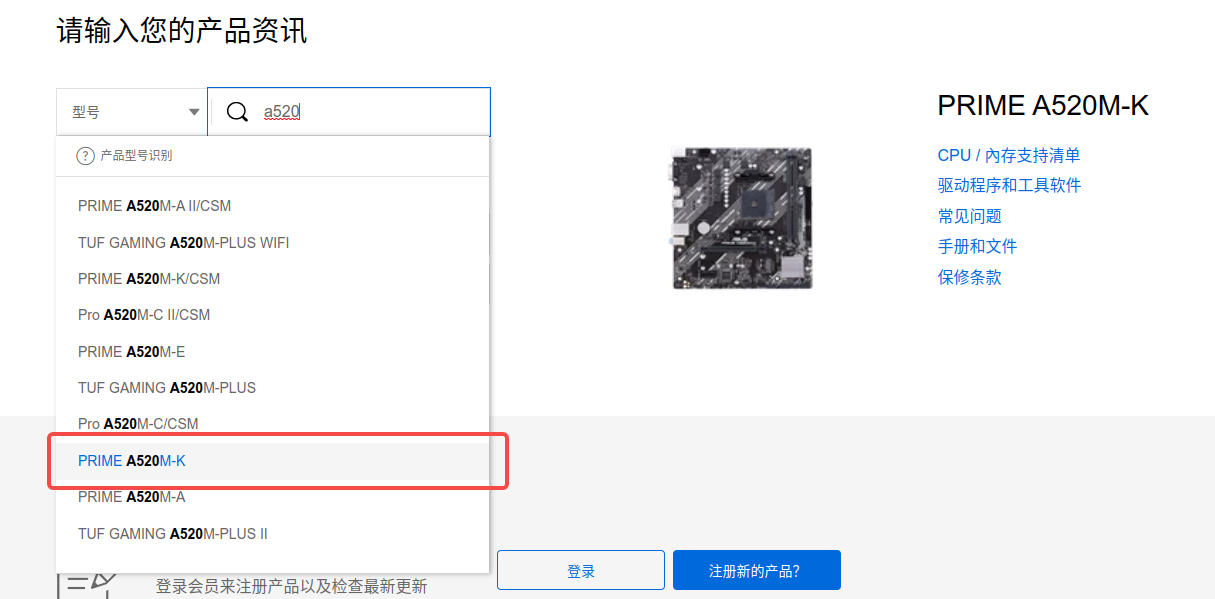 请输入您的产品资讯
型号
a520
产品型号识别
PRIME A520M-A II/CSM
TUF GAMING A520M-PLUS WIFI
PRIME A520M-K/CSM
Pro A520M-C II/CSM
PRIME A520M-E
TUF GAMING A520M-PLUS
Pro A520M-C/CSM
PRIME A520M-K
PRIME A520M-A
TUF GAMING A520M-PLUS II
PRIME A520M-K
CPU / 內存支持清单
驱动程序和工具软件
常见问题
手册和文件
保修条款
登录会员来注册产品以及检查最新更新
登录
注册新的产品?